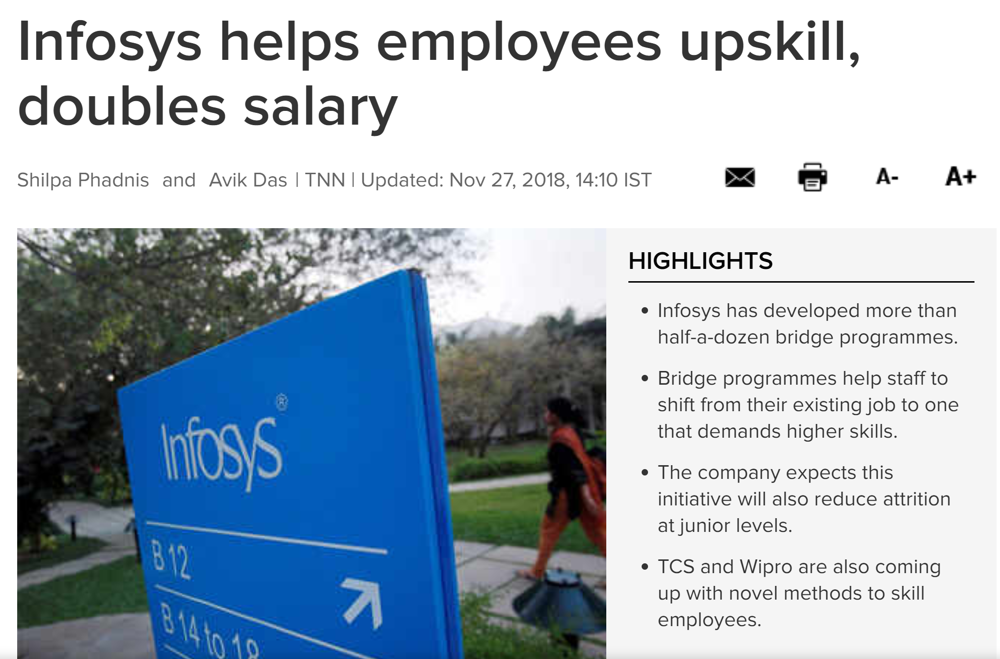 Infosys helps employees upskill,
doubles salary
Shilpa Phadnis and Avik Das | TNN | Updated: Nov 27, 2018, 14:10 IST
A-
A+
HIGHLIGHTS
• Infosys has developed more than
half-a-dozen bridge programmes.
• Bridge programmes help staff to
shift from their existing job to one
that demands higher skills.
• The company expects this
initiative will also reduce attrition
at junior levels.
• TCS and Wipro are also coming
up with novel methods to skill
employees.
Infosys®
B 12
B 14 to 18